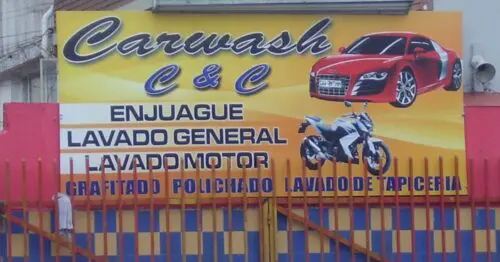 Carwash
C & C
ENJUAGUE
LAVADO GENERAL
LAVADO MOTOR
GRAFITADO POLICHADO LAVADO DE TAPICERIA